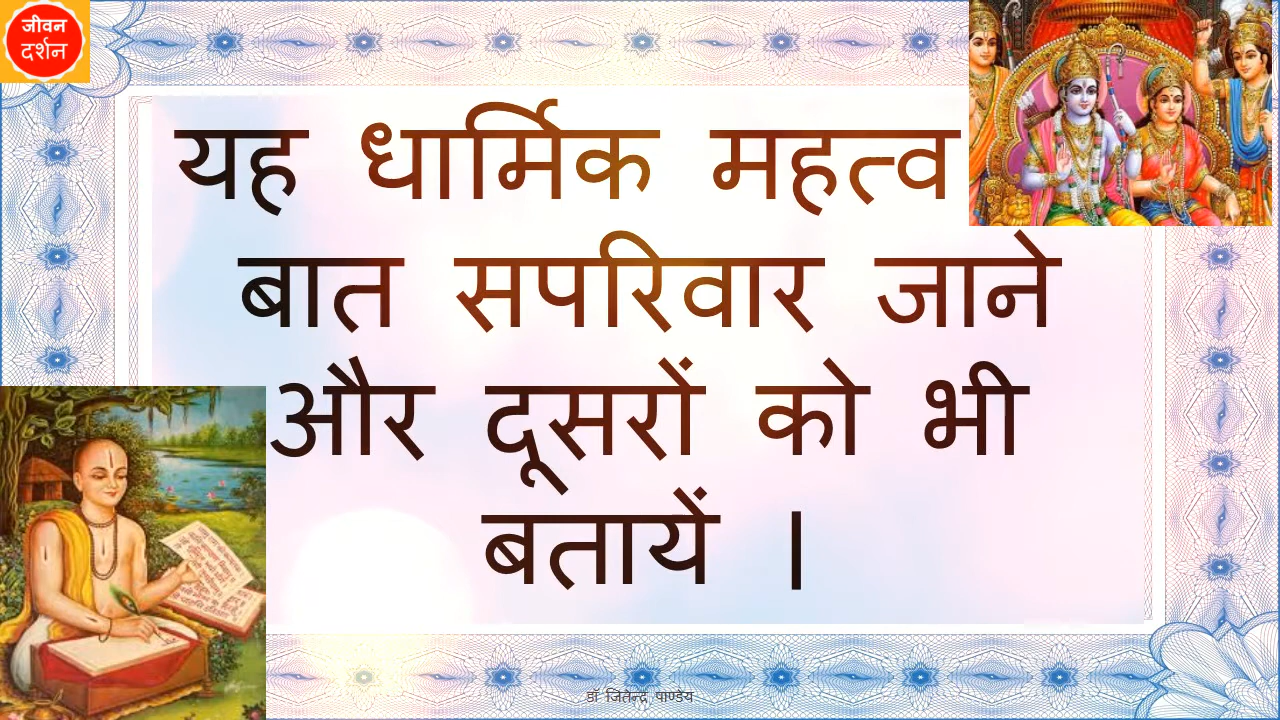 जीवन
दर्शन
यह धार्मिक महत्व
बात सपरिवार जाने
और दूसरों को भी
बतायें ।
डॉ जितेन्द्र पाण्डेय